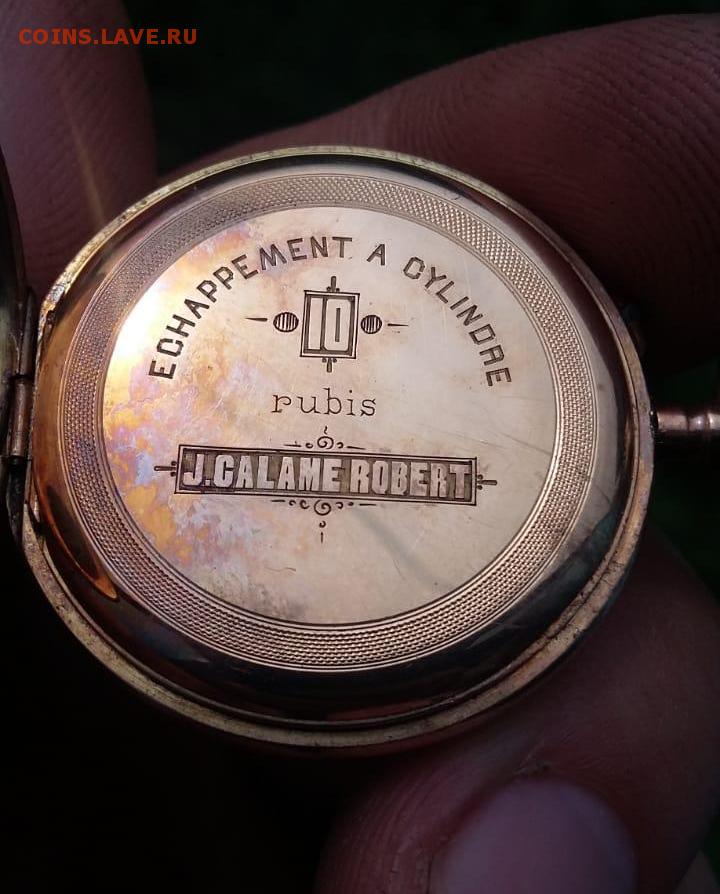 COINS.LAVE.RU
ECHAPPEMENT A CYLINDRE
10
rubis
J. CALAME ROBERT